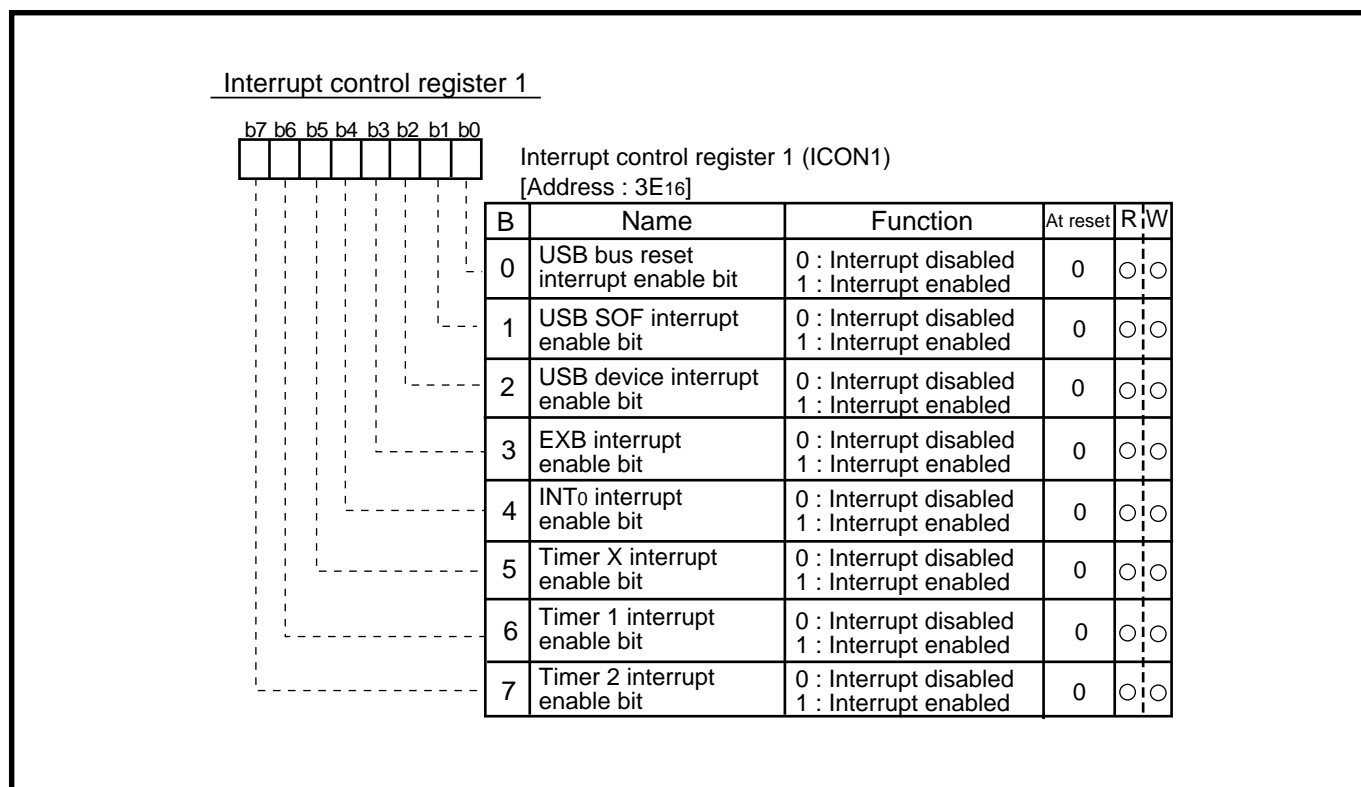 Interrupt control register 1
b7 b6 b5 b4 b3 b2 b1 b0
Interrupt control register 1 (ICON1)
[Address : 3E16]
B Name Function At reset R W
0 USB bus reset interrupt enable bit 0 : Interrupt disabled 1 : Interrupt enabled 0 ○ ○
1 USB SOF interrupt enable bit 0 : Interrupt disabled 1 : Interrupt enabled 0 ○ ○
2 USB device interrupt enable bit 0 : Interrupt disabled 1 : Interrupt enabled 0 ○ ○
3 EXB interrupt enable bit 0 : Interrupt disabled 1 : Interrupt enabled 0 ○ ○
4 INT0 interrupt enable bit 0 : Interrupt disabled 1 : Interrupt enabled 0 ○ ○
5 Timer X interrupt enable bit 0 : Interrupt disabled 1 : Interrupt enabled 0 ○ ○
6 Timer 1 interrupt enable bit 0 : Interrupt disabled 1 : Interrupt enabled 0 ○ ○
7 Timer 2 interrupt enable bit 0 : Interrupt disabled 1 : Interrupt enabled 0 ○ ○